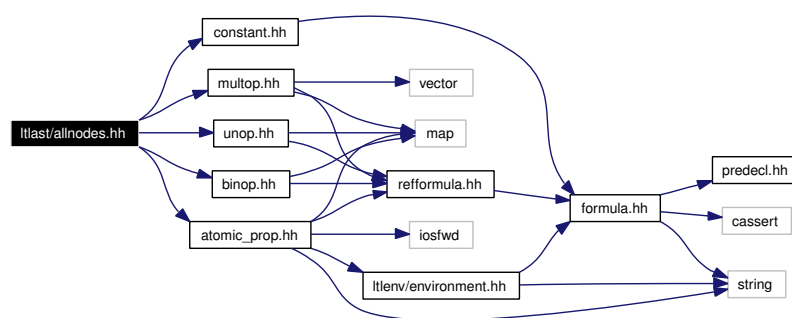 ltlast/allnodes.hh
constant.hh
multop.hh
unop.hh
binop.hh
atomic_prop.hh
vector
map
refformula.hh
iosfwd
ltlenv/environment.hh
formula.hh
predecl.hh
cassert
string